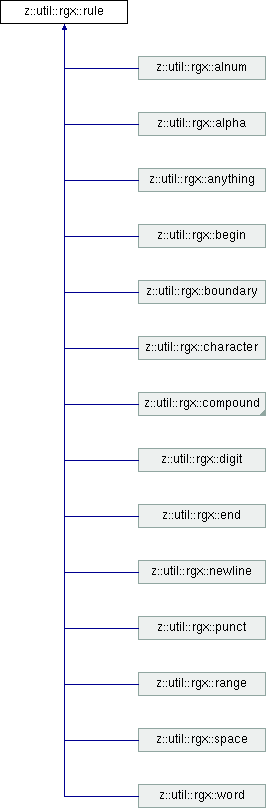 z::util::rgx::rule
z::util::rgx::alnum
z::util::rgx::alpha
z::util::rgx::anything
z::util::rgx::begin
z::util::rgx::boundary
z::util::rgx::character
z::util::rgx::compound
z::util::rgx::digit
z::util::rgx::end
z::util::rgx::newline
z::util::rgx::punct
z::util::rgx::range
z::util::rgx::space
z::util::rgx::word